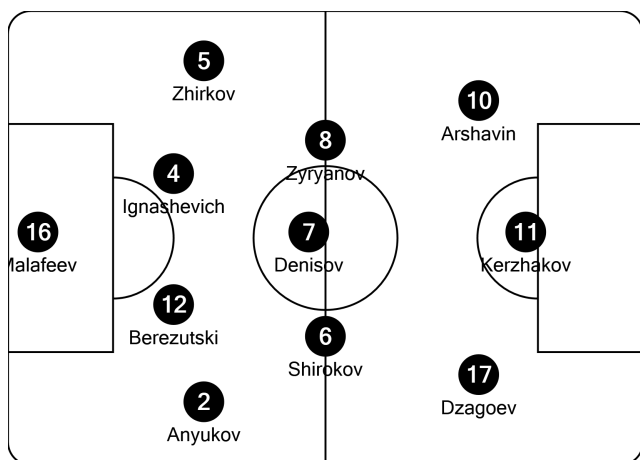 5
Zhirkov
10
Arshavin
8
Zyryanov
4
Ignashevich
16
Malafeev
7
Denisov
11
Kerzhakov
12
Berezutski
6
Shirokov
17
Dzagoev
2
Anyukov